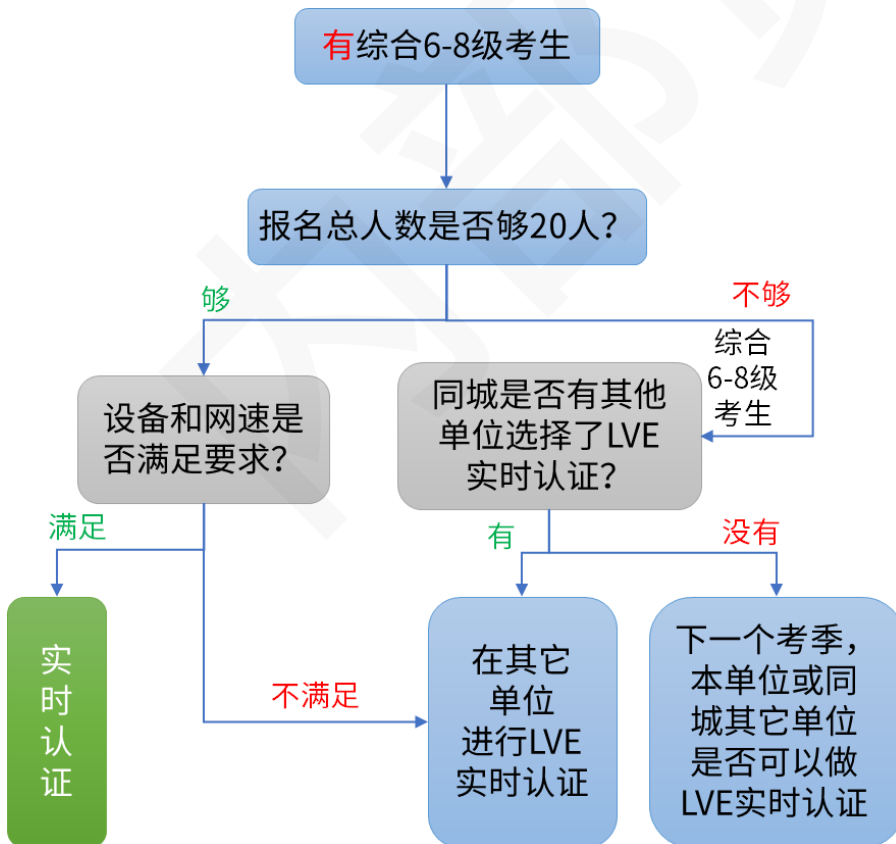 有综合6-8级考生
报名总人数是否够20人？
够
不够
综合
6-8级
考生
设备和网速是
否满足要求？
同城是否有其他
单位选择了LVE
实时认证？
满足
有
没有
不满足
实
时
认
证
在其它
单位
进行LVE
实时认证
下一个考季，
本单位或同
城其它单位
是否可以做
LVE实时认证
内部